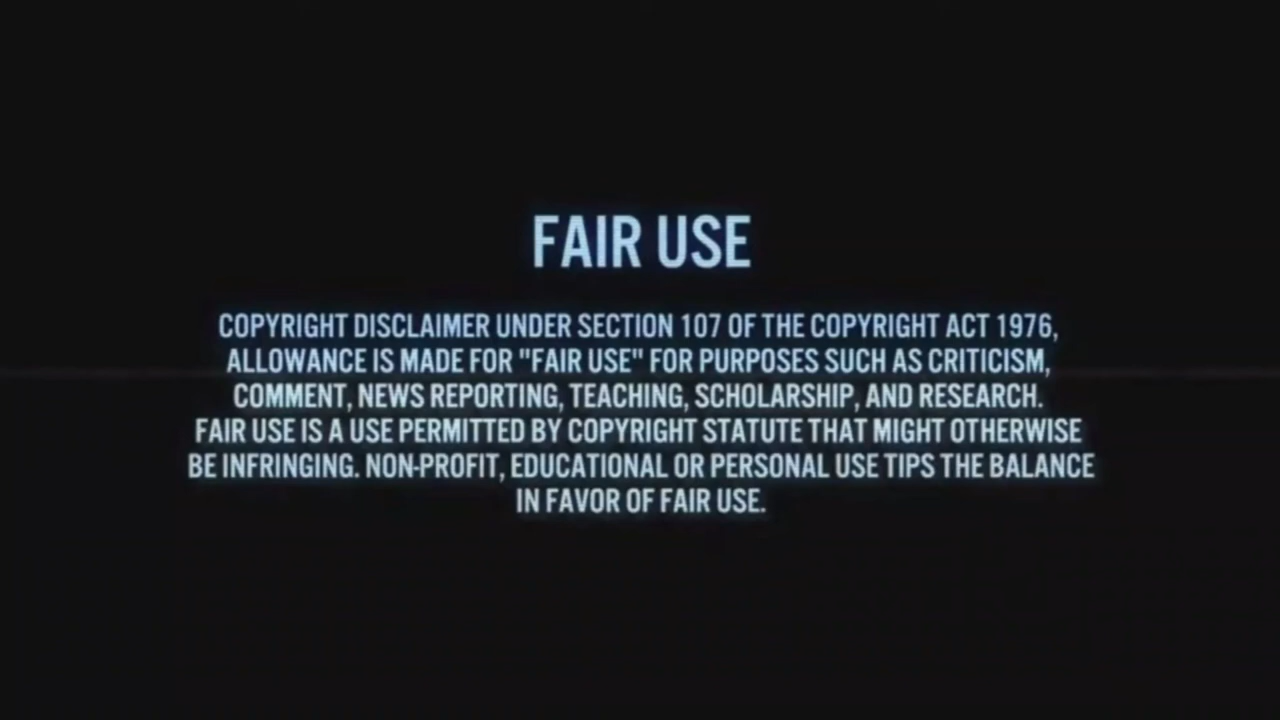 FAIR USE
COPYRIGHT DISCLAIMER UNDER SECTION 107 OF THE COPYRIGHT ACT 1976,
ALLOWANCE IS MADE FOR "FAIR USE" FOR PURPOSES SUCH AS CRITICISM,
COMMENT, NEWS REPORTING, TEACHING, SCHOLARSHIP, AND RESEARCH.
FAIR USE IS A USE PERMITTED BY COPYRIGHT STATUTE THAT MIGHT OTHERWISE
BE INFRINGING. NON-PROFIT, EDUCATIONAL OR PERSONAL USE TIPS THE BALANCE
IN FAVOR OF FAIR USE.